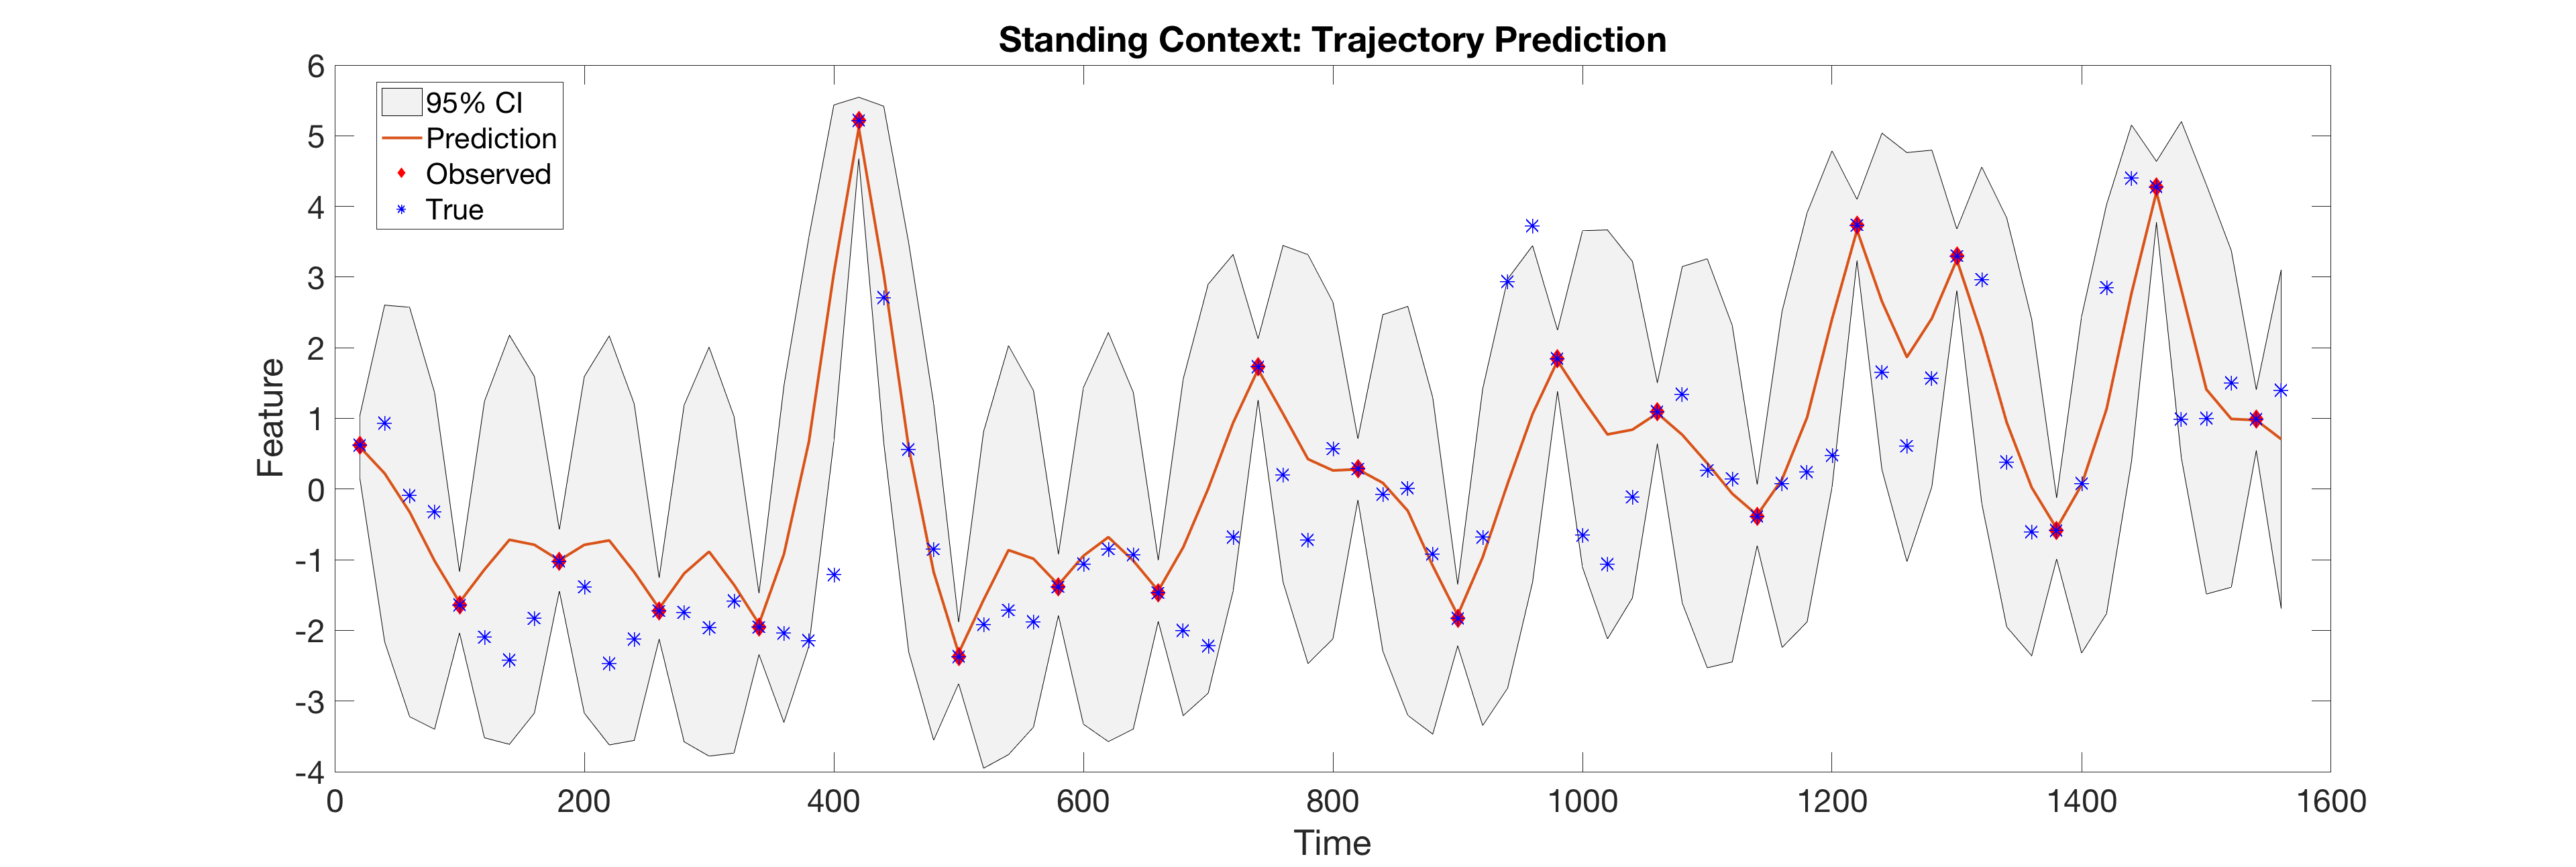 Standing Context: Trajectory Prediction
6
5
4
3
2
1
0
-1
-2
-3
-4
Feature
95% CI
Prediction
Observed
True
0 200 400 600 800 1000 1200 1400 1600
Time